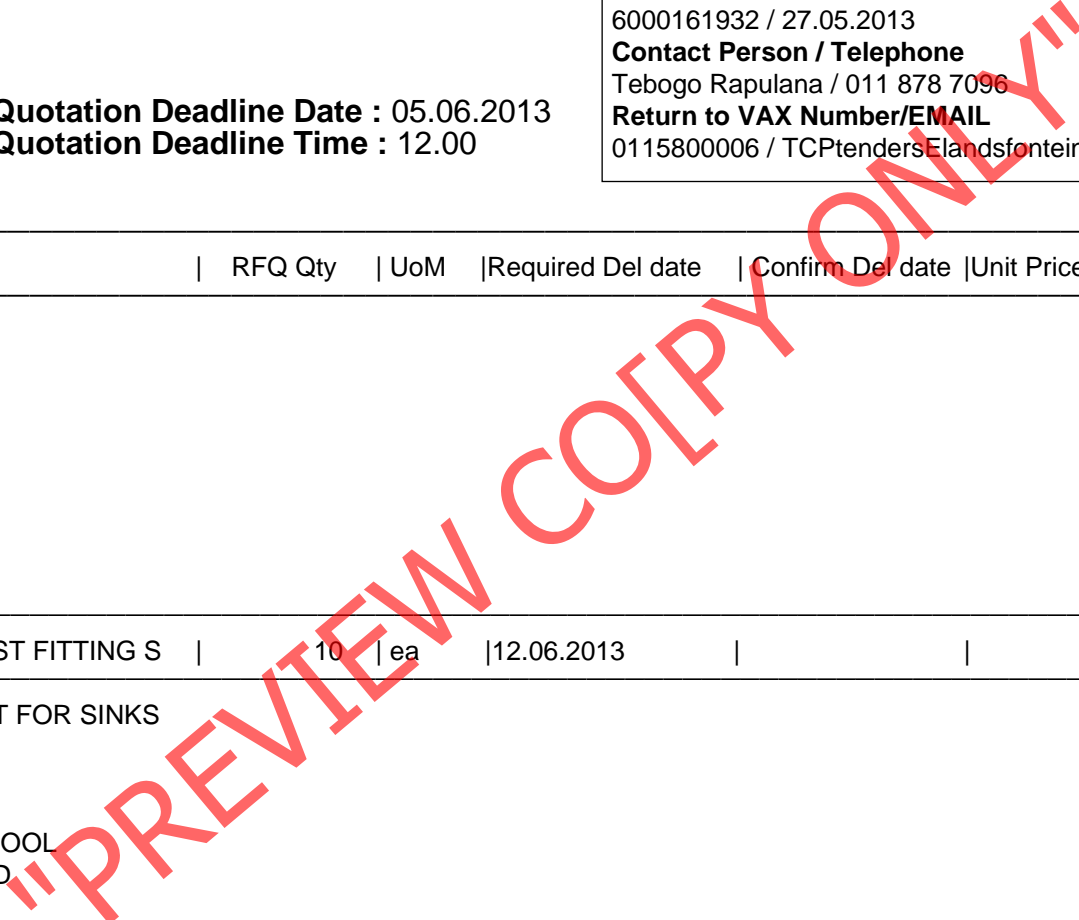 6000161932 / 27.05.2013
Contact Person / Telephone
Tebogo Rapulana / 011 878 7096
Quotation Deadline Date : 05.06.2013
Return to VAX Number/EMAIL
Quotation Deadline Time : 12.00
0115800006 / TCPtendersElandsfontein
| RFQ Qty | UoM |Required Del date | Confirm Del date |Unit Price
ST FITTING S | 10 | ea |12.06.2013 | |
T FOR SINKS
OOL
D
"PREVIEW CO[PY ONLY"